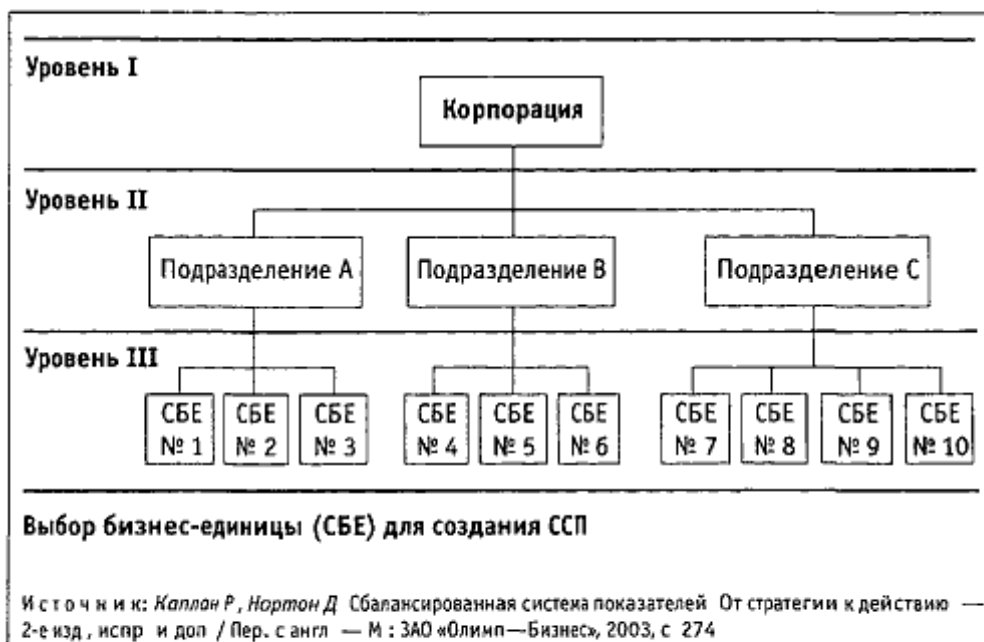 Уровень I
Корпорация
Уровень II
Подразделение A
Подразделение B
Подразделение C
Уровень III
СБЕ № 1
СБЕ № 2
СБЕ № 3
СБЕ № 4
СБЕ № 5
СБЕ № 6
СБЕ № 7
СБЕ № 8
СБЕ № 9
СБЕ № 10
Выбор бизнес-единицы (СБЕ) для создания ССП
Источник: Каплан Р , Нортон Д Сбалансированная система показателей От стратегии к действию —
2-е изд , испр и доп / Пер. с англ — М : ЗАО «Олимп—Бизнес», 2003, с 274